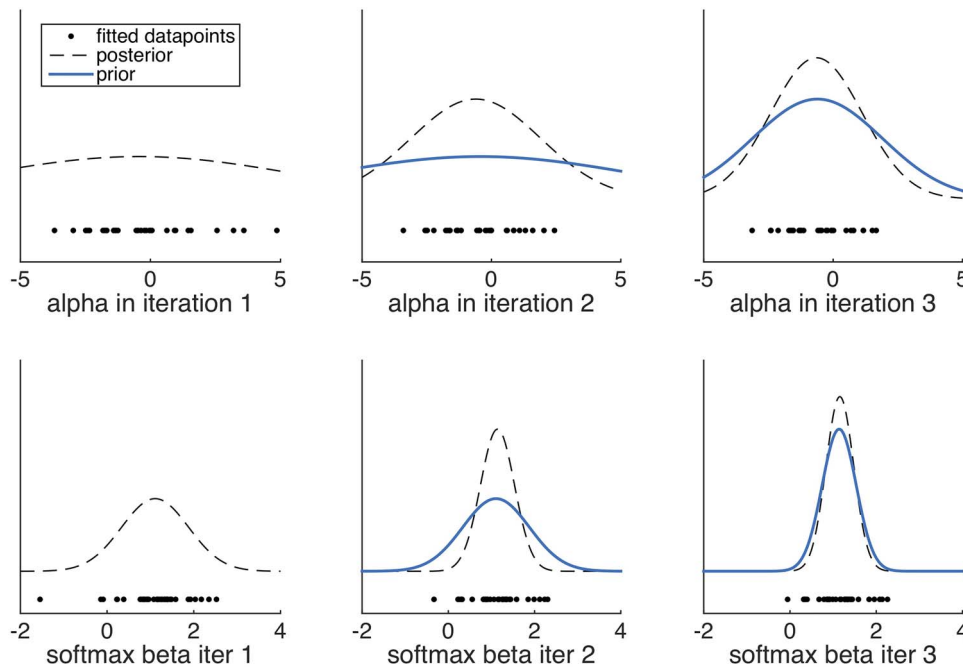 fitted datapoints
posterior
prior
-5 0 5
alpha in iteration 1
-5 0 5
alpha in iteration 2
-5 0 5
alpha in iteration 3
-2 0 2 4
softmax beta iter 1
-2 0 2 4
softmax beta iter 2
-2 0 2 4
softmax beta iter 3